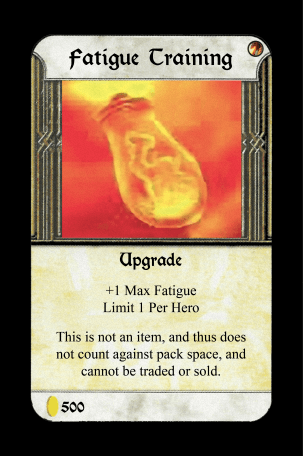 Fatigue Training
Upgrade
+1 Max Fatigue
Limit 1 Per Hero
This is not an item, and thus does
not count against pack space, and
cannot be traded or sold.
500